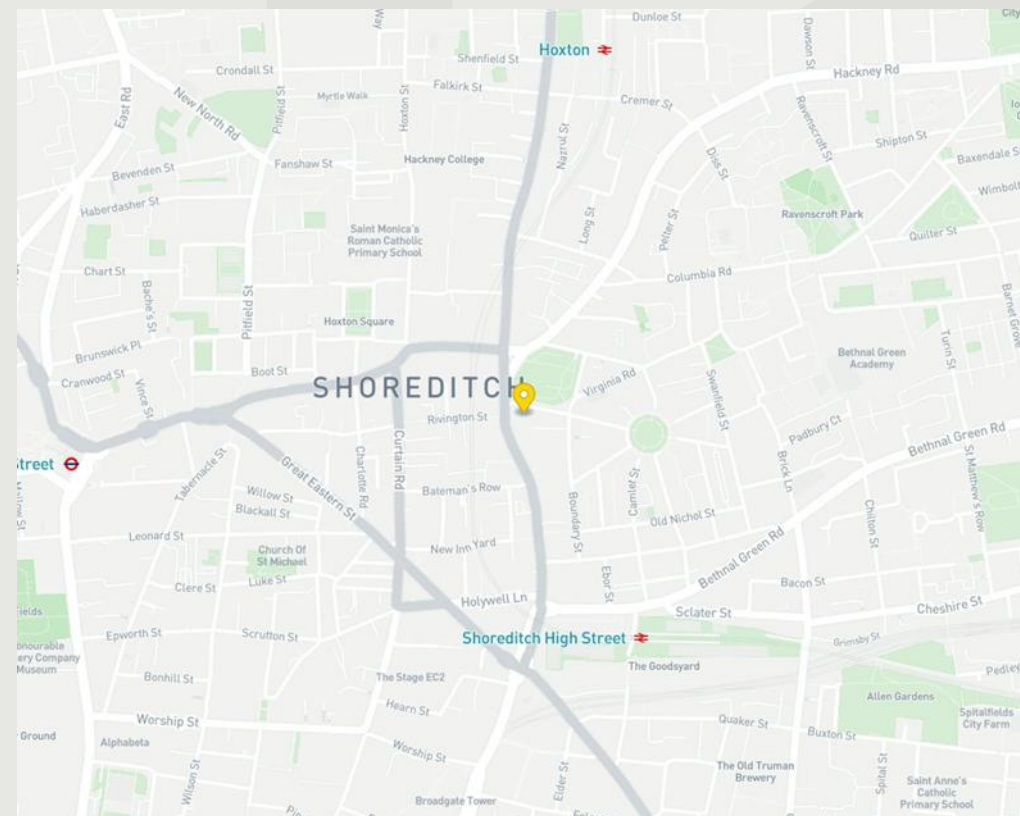 Dunloe St
City
Way
Hoxton
Dawson St
Shenfield St
Crondall St
Hackney Rd
Falkirk St
Myrtle Walk
Hoxton St
Cremer St
East Rd
New North Rd
Pitfield St
Ravenscroft St
Shipton St
Nazrul St
Diss St
Hackney College
Fanshaw St
Baxendale St
Bevenden St
Wimbolt
Haberdasher St
Ravenscroft Park
Long St
Pelter St
Saint Monica's
Roman Catholic
Primary School
Quilter St
Chart St
Columbia Rd
Bache's St
Pitfield St
Barnet Grove
Hoxton Square
Turin St
Brunswick Pl
Bethnal Green
Academy
Boot St
Cranwood St
Vince St
SHOREDITCH
Virginia Rd
Swanfield St
Rivington St
Padbury Ct
Bethnal Green Rd
Curtain Rd
Street
Tabernacle St
Great Eastern St
Charlotte Rd
Brick Ln
St Matthew's Row
Camlet St
Willow St
Bateman's Row
Blackall St
Boundary St
Chilton St
Old Nichol St
Leonard St
New Inn Yard
Church Of
St Michael
Bethnal Green Rd
Luke St
Clere St
Ebor St
Bacon St
Holywell Ln
Sclater St
Cheshire St
ields
Epworth St
Scrutton St
Shoreditch High Street
Grimsby St
onourable
ery Company
Museum
The Goodsyard
Pedley
Bonhill St
The Stage EC2
Allen Gardens
Hearn St
Spitalfields
City Farm
Worship St
Quaker St
Buxton St
Ground
Alphabeta
Worship St
Wilson St
Elder St
The Old Truman
Brewery
Spital St
Saint Anne's
Catholic
Primary School
Broadgate Tower